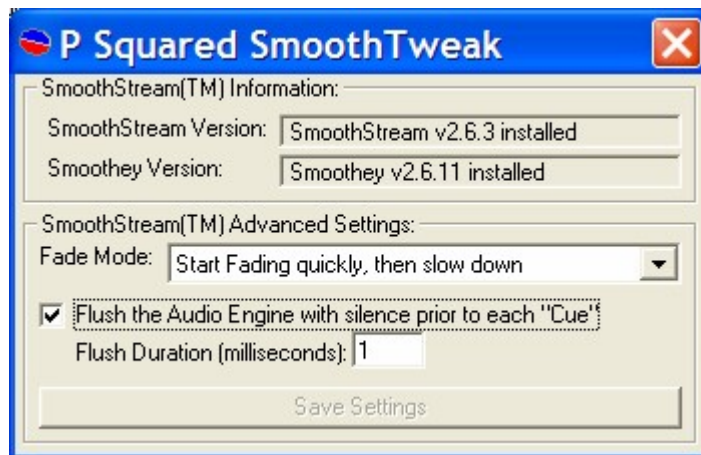 P Squared SmoothTweak
SmoothStream(TM) Information:
SmoothStream Version: SmoothStream v2.6.3 installed
Smoothey Version: Smoothey v2.6.11 installed
SmoothStream(TM) Advanced Settings:
Fade Mode: Start Fading quickly, then slow down
Flush the Audio Engine with silence prior to each "Cue"
Flush Duration (milliseconds): 1
Save Settings